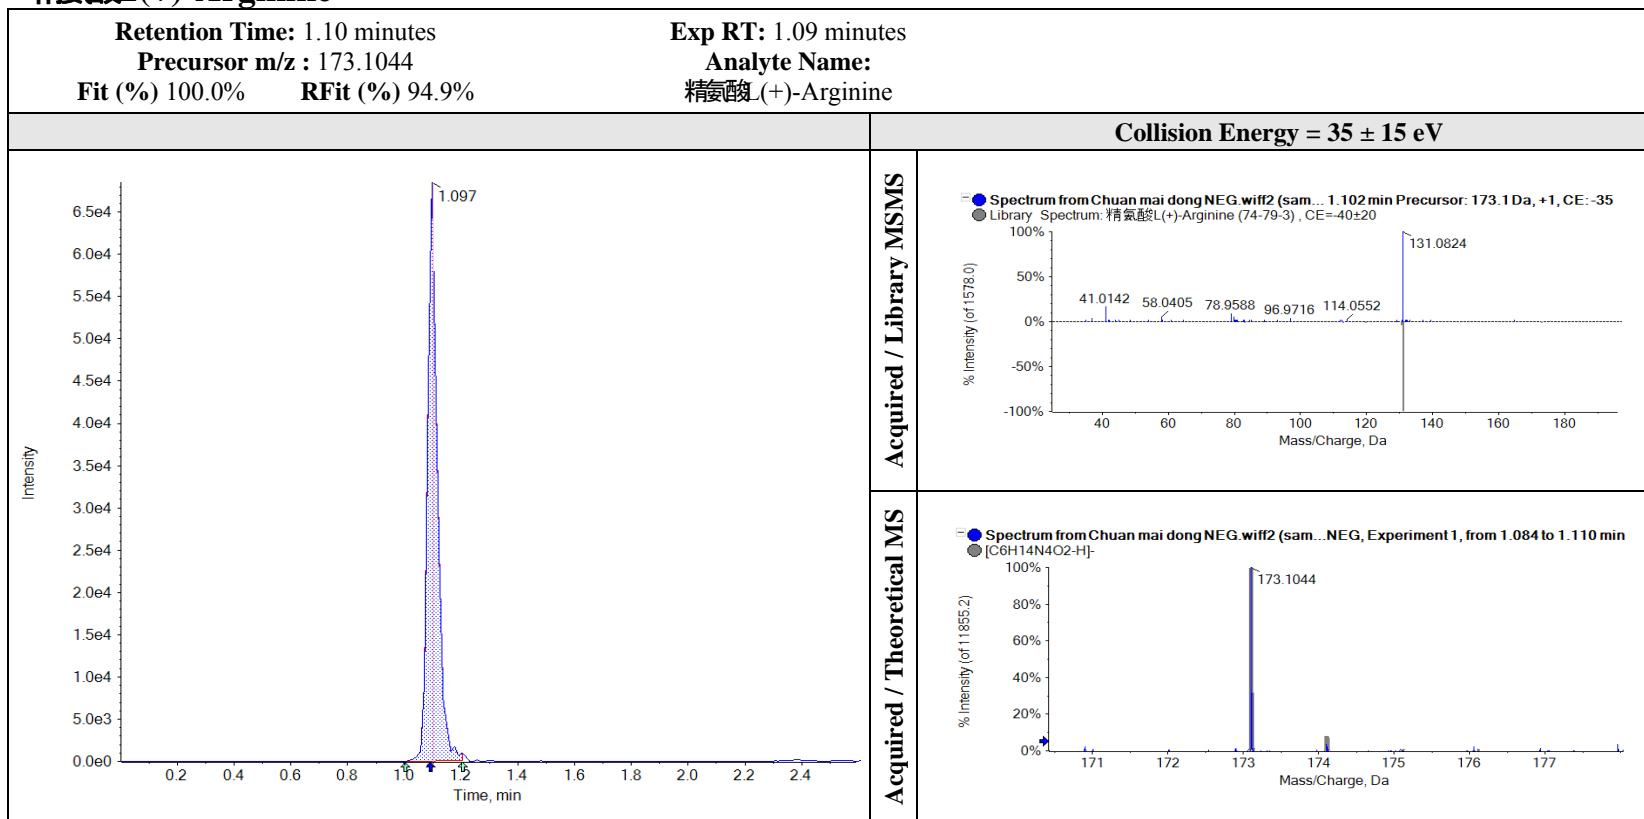 精氨酸L(+)-Arginine
Retention Time: 1.10 minutes
Exp RT: 1.09 minutes
Precursor m/z : 173.1044
Analyte Name:
Fit (%) 100.0% RFit (%) 94.9%
精氨酸L(+)-Arginine
Collision Energy = 35 ± 15 eV
1.097
6.5e4
6.0e4
5.5e4
5.0e4
4.5e4
4.0e4
3.5e4
3.0e4
2.5e4
2.0e4
1.5e4
1.0e4
5.0e3
0.0e0
Intensity
0.2 0.4 0.6 0.8 1.0 1.2 1.4 1.6 1.8 2.0 2.2 2.4
Time, min
Acquired / Library MSMS
Spectrum from Chuan mai dong NEG.wiff2 (sam... 1.102 min Precursor: 173.1 Da, +1, CE: -35
Library Spectrum: 精氨酸L(+)-Arginine (74-79-3) , CE=-40±20
100%
50%
0%
-50%
-100%
% Intensity (of 1578.0)
41.0142 58.0405 78.9588 96.9716 114.0552 131.0824
40 60 80 100 120 140 160 180
Mass/Charge, Da
Acquired / Theoretical MS
Spectrum from Chuan mai dong NEG.wiff2 (sam...NEG, Experiment 1, from 1.084 to 1.110 min
[C6H14N4O2-H]-
100%
80%
60%
40%
20%
0%
% Intensity (of 11855.2)
173.1044
171 172 173 174 175 176 177
Mass/Charge, Da